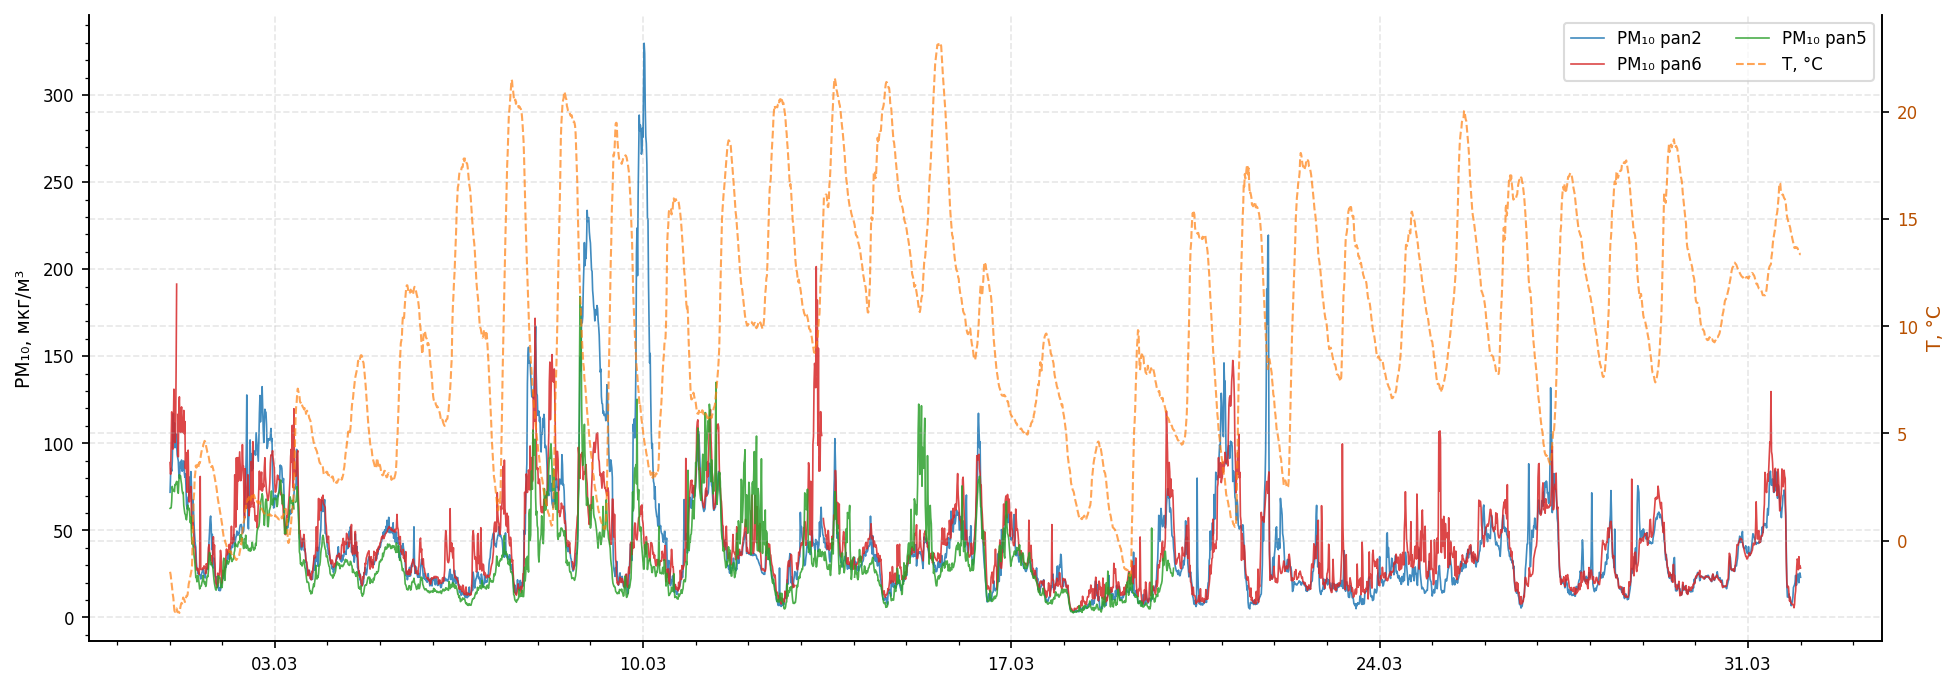 PM₁₀ pan2
PM₁₀ pan6
PM₁₀ pan5
T, °C
PM₁₀, мкг/м³
300
250
200
150
100
50
0
20
15
10
5
0
T, °C
03.03
10.03
17.03
24.03
31.03